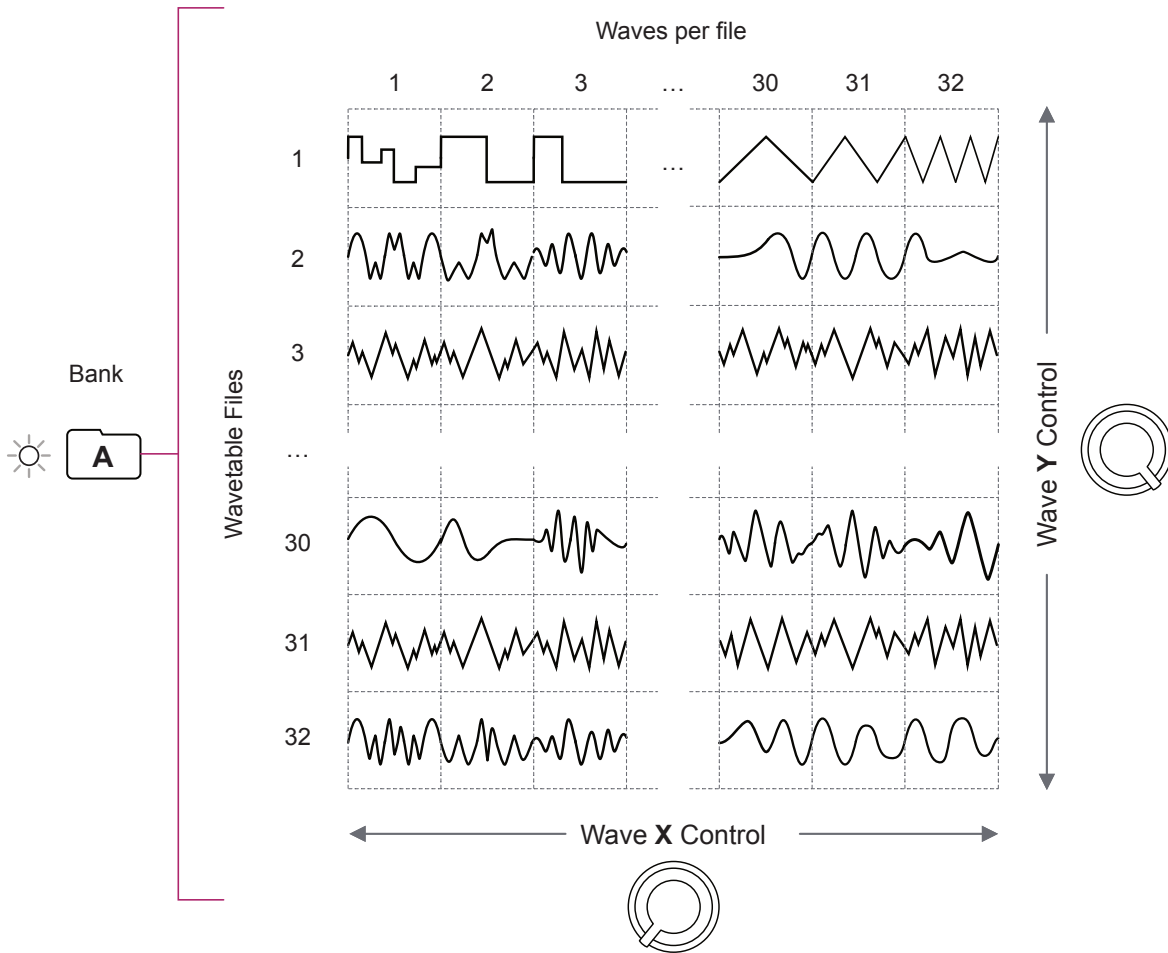 Waves per file
1 2 3 ... 30 31 32
1 ...
2
3
Bank
A
Wavetable Files
...
30
31
32
Wave Y Control
Wave X Control